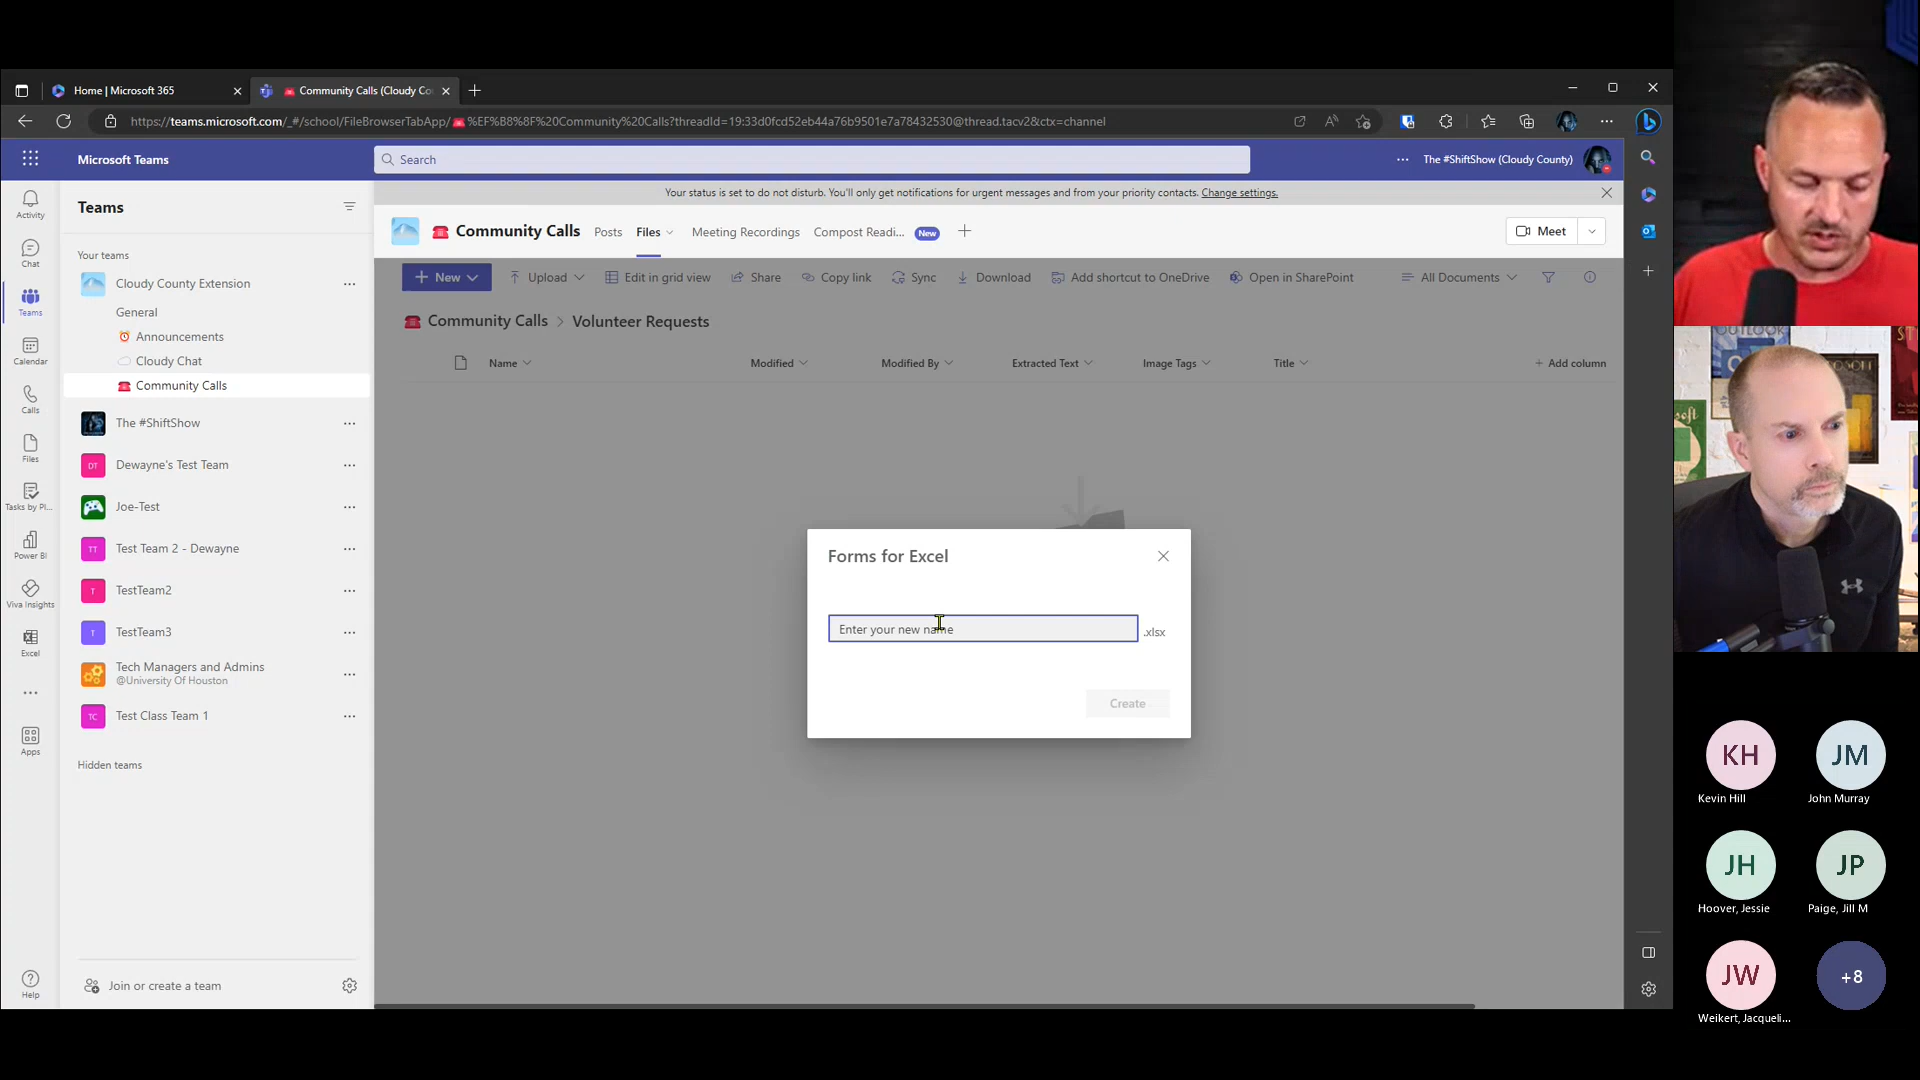 Home | Microsoft 365
Community Calls (Cloudy Co
https://teams.microsoft.com/_#/school/FileBrowserTabApp/☎%EF%B8%8F%20Community%20Calls?threadId=19:33d0fcd52eb44a76b9501e7a78432530@thread.tacv2&ctx=channel
Microsoft Teams
Search
The #ShiftShow (Cloudy County)
Your status is set to do not disturb. You'll only get notifications for urgent messages and from your priority contacts. Change settings.
Activity
Chat
Teams
Calendar
Calls
Files
Tasks by Pl...
Power BI
Viva Insights
Excel
Apps
Help
Teams
Your teams
Cloudy County Extension
General
Announcements
Cloudy Chat
Community Calls
The #ShiftShow
DT Dewayne's Test Team
Joe-Test
TT Test Team 2 - Dewayne
T TestTeam2
T TestTeam3
Tech Managers and Admins
@University Of Houston
TC Test Class Team 1
Hidden teams
Join or create a team
Community Calls Posts Files Meeting Recordings Compost Readi... New
Meet
New Upload Edit in grid view Share Copy link Sync Download Add shortcut to OneDrive Open in SharePoint All Documents
Community Calls > Volunteer Requests
Name Modified Modified By Extracted Text Image Tags Title + Add column
Forms for Excel
Enter your new name .xlsx
Create
OUTLOOK
KH
Kevin Hill
JM
John Murray
JH
Hoover, Jessie
JP
Paige, Jill M
JW
Weikert, Jacqueli...
+8